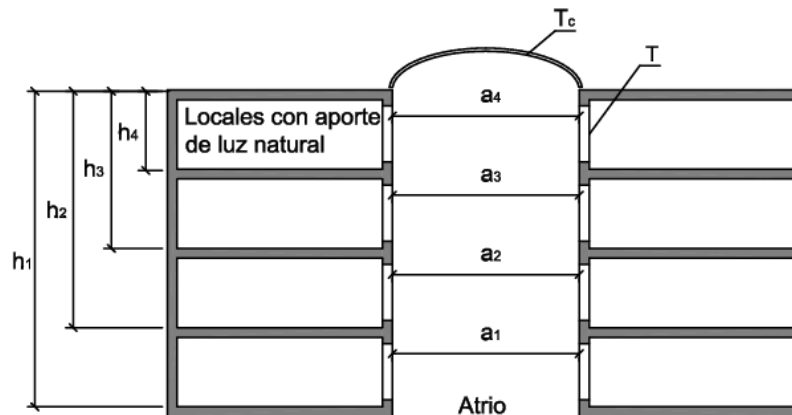 Tc
T
Locales con aporte
de luz natural
a4
h4
a3
h3
a2
h2
h1
a1
Atrio